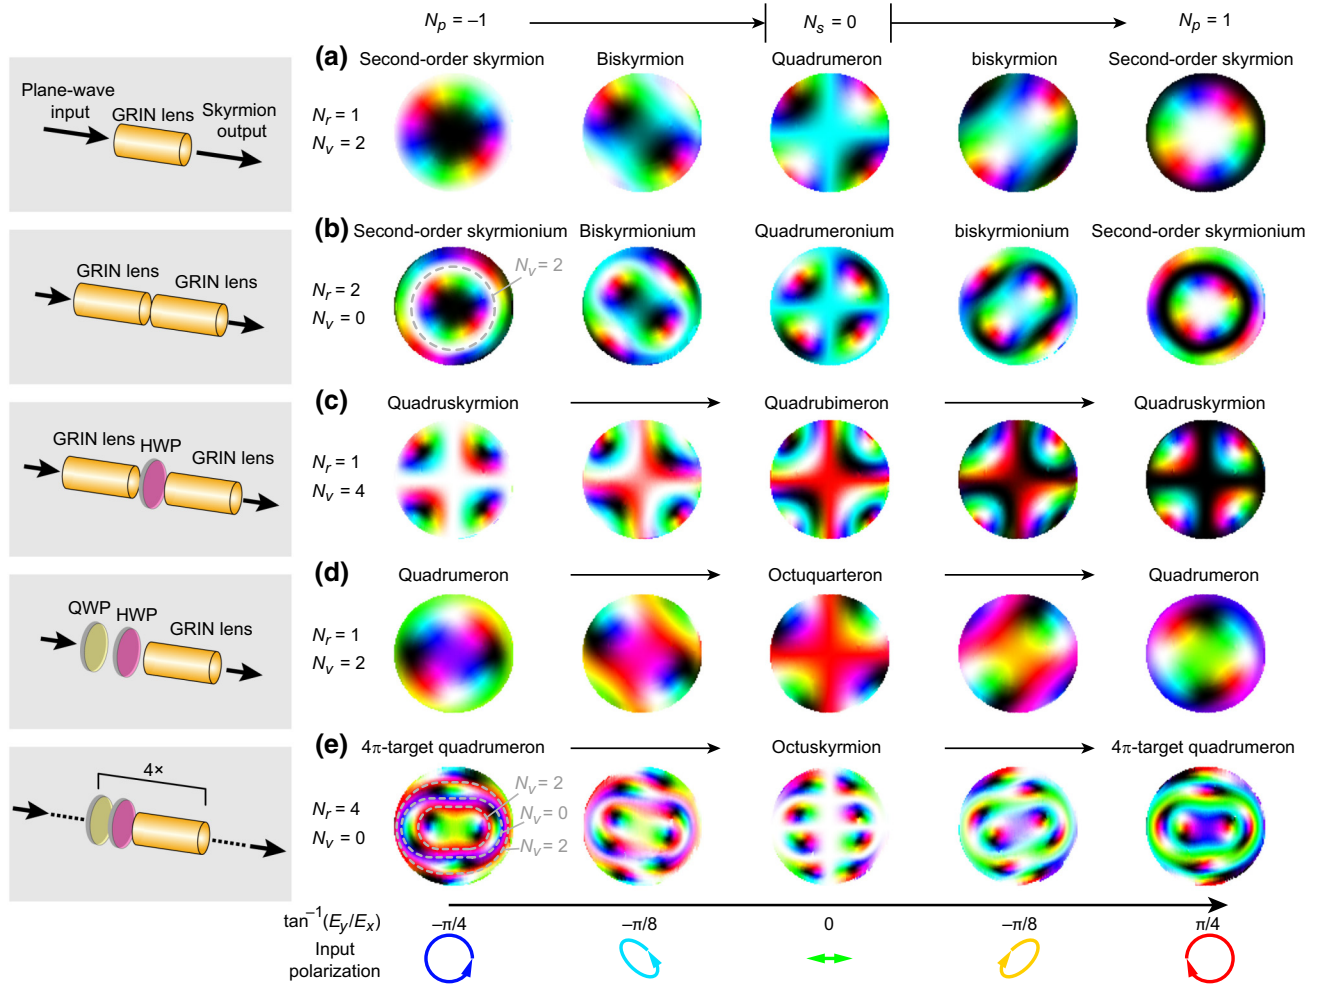 N_p = –1
N_s = 0
N_p = 1
(a)
Second-order skyrmion
Biskyrmion
Quadrumeron
biskyrmion
Second-order skyrmion
Plane-wave
input
GRIN lens
Skyrmion
output
N_r = 1
N_v = 2
(b)
Second-order skyrmionium
Biskyrmionium
Quadrumeronium
biskyrmionium
Second-order skyrmionium
GRIN lens
GRIN lens
N_r = 2
N_v = 0
N_v = 2
(c)
Quadruskyrmion
Quadrubimeron
Quadruskyrmion
GRIN lens
HWP
GRIN lens
N_r = 1
N_v = 4
(d)
Quadrumeron
Octuquarteron
Quadrumeron
QWP
HWP
GRIN lens
N_r = 1
N_v = 2
(e)
4π-target quadrumeron
Octuskyrmion
4π-target quadrumeron
4×
N_r = 4
N_v = 0
N_v = 2
N_v = 0
N_v = 2
tan⁻¹(E_y/E_x)
–π/4
–π/8
0
–π/8
π/4
Input
polarization